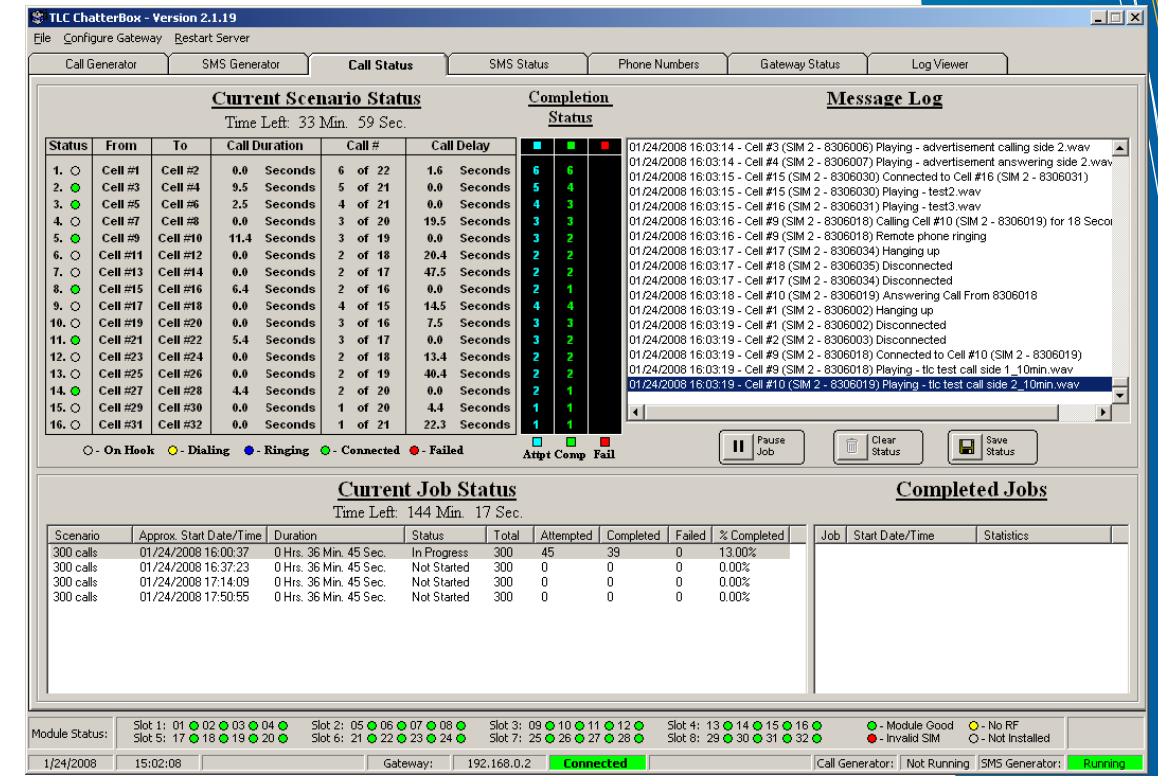 TLC ChatterBox - Version 2.1.19
File Configure Gateway Restart Server
Call Generator SMS Generator Call Status SMS Status Phone Numbers Gateway Status Log Viewer
Current Scenario Status
Time Left: 33 Min. 59 Sec.
Completion
Status
Message Log
Status From To Call Duration Call # Call Delay
1. Cell #1 Cell #2 0.0 Seconds 6 of 22 1.6 Seconds 6 6
2. Cell #3 Cell #4 9.5 Seconds 5 of 21 0.0 Seconds 5 4
3. Cell #5 Cell #6 2.5 Seconds 4 of 21 0.0 Seconds 4 3
4. Cell #7 Cell #8 0.0 Seconds 3 of 20 19.5 Seconds 3 3
5. Cell #9 Cell #10 11.4 Seconds 3 of 19 0.0 Seconds 3 2
6. Cell #11 Cell #12 0.0 Seconds 2 of 18 20.4 Seconds 2 2
7. Cell #13 Cell #14 0.0 Seconds 2 of 17 47.5 Seconds 2 2
8. Cell #15 Cell #16 6.4 Seconds 2 of 16 0.0 Seconds 2 1
9. Cell #17 Cell #18 0.0 Seconds 4 of 15 14.5 Seconds 4 4
10. Cell #19 Cell #20 0.0 Seconds 3 of 16 7.5 Seconds 3 3
11. Cell #21 Cell #22 5.4 Seconds 3 of 17 0.0 Seconds 3 2
12. Cell #23 Cell #24 0.0 Seconds 2 of 18 13.4 Seconds 2 2
13. Cell #25 Cell #26 0.0 Seconds 2 of 19 40.4 Seconds 2 2
14. Cell #27 Cell #28 4.4 Seconds 2 of 20 0.0 Seconds 2 1
15. Cell #29 Cell #30 0.0 Seconds 1 of 20 4.4 Seconds 1 1
16. Cell #31 Cell #32 0.0 Seconds 1 of 21 22.3 Seconds 1 1
- On Hook - Dialing - Ringing - Connected - Failed
Attpt Comp Fail
01/24/2008 16:03:14 - Cell #3 (SIM 2 - 8306006) Playing - advertisement calling side 2.wav
01/24/2008 16:03:14 - Cell #4 (SIM 2 - 8306007) Playing - advertisement answering side 2.wav
01/24/2008 16:03:15 - Cell #15 (SIM 2 - 8306030) Connected to Cell #16 (SIM 2 - 8306031)
01/24/2008 16:03:15 - Cell #15 (SIM 2 - 8306030) Playing - test2.wav
01/24/2008 16:03:15 - Cell #16 (SIM 2 - 8306031) Playing - test3.wav
01/24/2008 16:03:16 - Cell #9 (SIM 2 - 8306018) Calling Cell #10 (SIM 2 - 8306019) for 18 Secon
01/24/2008 16:03:16 - Cell #9 (SIM 2 - 8306018) Remote phone ringing
01/24/2008 16:03:17 - Cell #17 (SIM 2 - 8306034) Hanging up
01/24/2008 16:03:17 - Cell #18 (SIM 2 - 8306035) Disconnected
01/24/2008 16:03:17 - Cell #17 (SIM 2 - 8306034) Disconnected
01/24/2008 16:03:18 - Cell #10 (SIM 2 - 8306019) Answering Call From 8306018
01/24/2008 16:03:19 - Cell #1 (SIM 2 - 8306002) Hanging up
01/24/2008 16:03:19 - Cell #1 (SIM 2 - 8306002) Disconnected
01/24/2008 16:03:19 - Cell #2 (SIM 2 - 8306003) Disconnected
01/24/2008 16:03:19 - Cell #9 (SIM 2 - 8306018) Connected to Cell #10 (SIM 2 - 8306019)
01/24/2008 16:03:19 - Cell #9 (SIM 2 - 8306018) Playing - tlc test call side 1_10min.wav
01/24/2008 16:03:19 - Cell #10 (SIM 2 - 8306019) Playing - tlc test call side 2_10min.wav
Pause
Job
Clear
Status
Save
Status
Current Job Status
Time Left: 144 Min. 17 Sec.
Scenario Approx. Start Date/Time Duration Status Total Attempted Completed Failed % Completed
300 calls 01/24/2008 16:00:37 0 Hrs. 36 Min. 45 Sec. In Progress 300 45 39 0 13.00%
300 calls 01/24/2008 16:37:23 0 Hrs. 36 Min. 45 Sec. Not Started 300 0 0 0 0.00%
300 calls 01/24/2008 17:14:09 0 Hrs. 36 Min. 45 Sec. Not Started 300 0 0 0 0.00%
300 calls 01/24/2008 17:50:55 0 Hrs. 36 Min. 45 Sec. Not Started 300 0 0 0 0.00%
Completed Jobs
Job Start Date/Time Statistics
Module Status:
Slot 1: 01 02 03 04 Slot 2: 05 06 07 08 Slot 3: 09 10 11 12 Slot 4: 13 14 15 16 - Module Good - No RF
Slot 5: 17 18 19 20 Slot 6: 21 22 23 24 Slot 7: 25 26 27 28 Slot 8: 29 30 31 32 - Invalid SIM - Not Installed
1/24/2008 15:02:08 Gateway: 192.168.0.2 Connected Call Generator: Not Running SMS Generator: Running